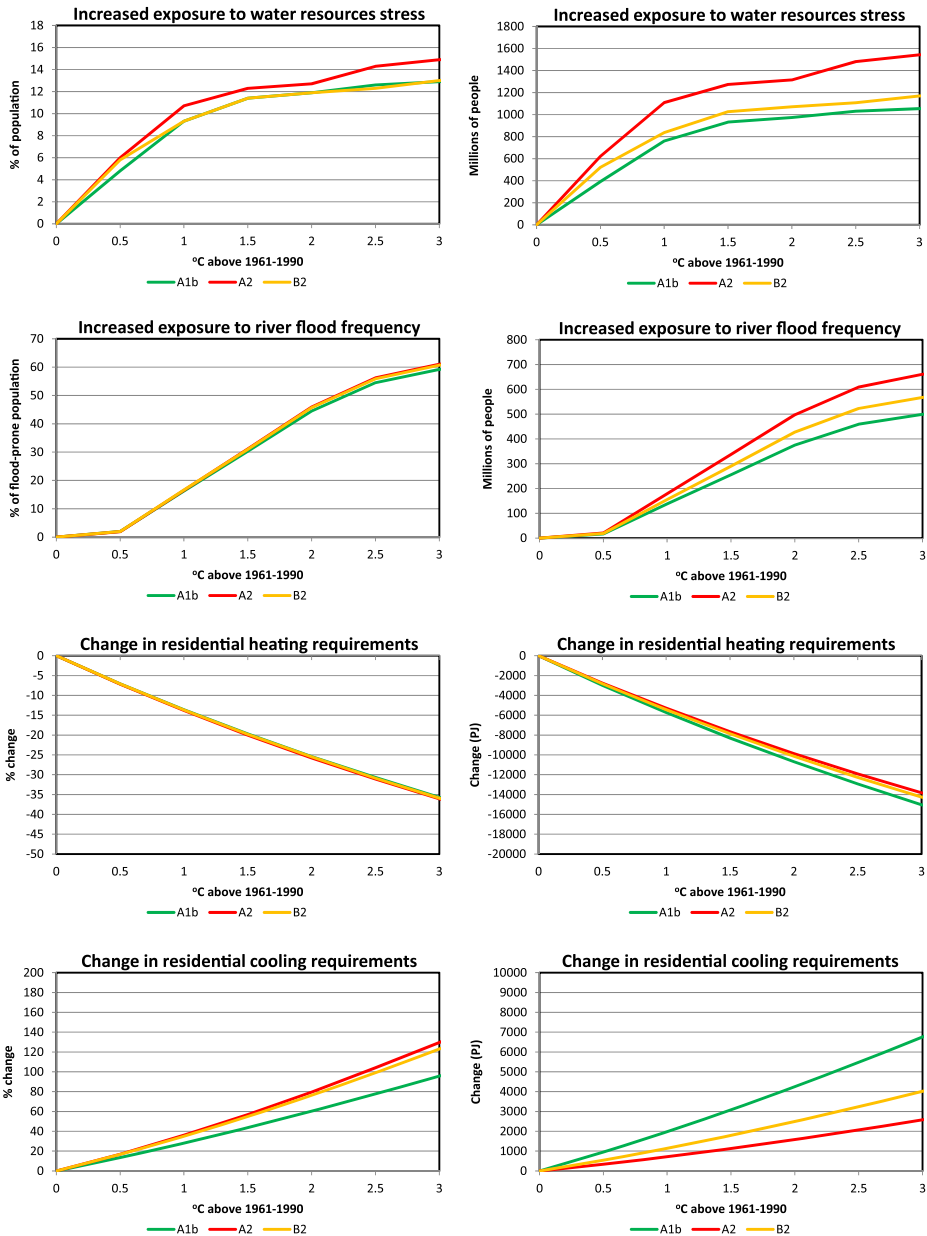 Increased exposure to water resources stress
% of population
18
16
14
12
10
8
6
4
2
0
0 0.5 1 1.5 2 2.5 3
ºC above 1961-1990
A1b A2 B2
Increased exposure to water resources stress
Millions of people
1800
1600
1400
1200
1000
800
600
400
200
0
0 0.5 1 1.5 2 2.5 3
ºC above 1961-1990
A1b A2 B2
Increased exposure to river flood frequency
% of flood-prone population
70
60
50
40
30
20
10
0
0 0.5 1 1.5 2 2.5 3
ºC above 1961-1990
A1b A2 B2
Increased exposure to river flood frequency
Millions of people
800
700
600
500
400
300
200
100
0
0 0.5 1 1.5 2 2.5 3
ºC above 1961-1990
A1b A2 B2
Change in residential heating requirements
% change
0
-5
-10
-15
-20
-25
-30
-35
-40
-45
-50
0 0.5 1 1.5 2 2.5 3
ºC above 1961-1990
A1b A2 B2
Change in residential heating requirements
Change (PJ)
0
-2000
-4000
-6000
-8000
-10000
-12000
-14000
-16000
-18000
-20000
0 0.5 1 1.5 2 2.5 3
ºC above 1961-1990
A1b A2 B2
Change in residential cooling requirements
% change
200
180
160
140
120
100
80
60
40
20
0
0 0.5 1 1.5 2 2.5 3
ºC above 1961-1990
A1b A2 B2
Change in residential cooling requirements
Change (PJ)
10000
9000
8000
7000
6000
5000
4000
3000
2000
1000
0
0 0.5 1 1.5 2 2.5 3
ºC above 1961-1990
A1b A2 B2